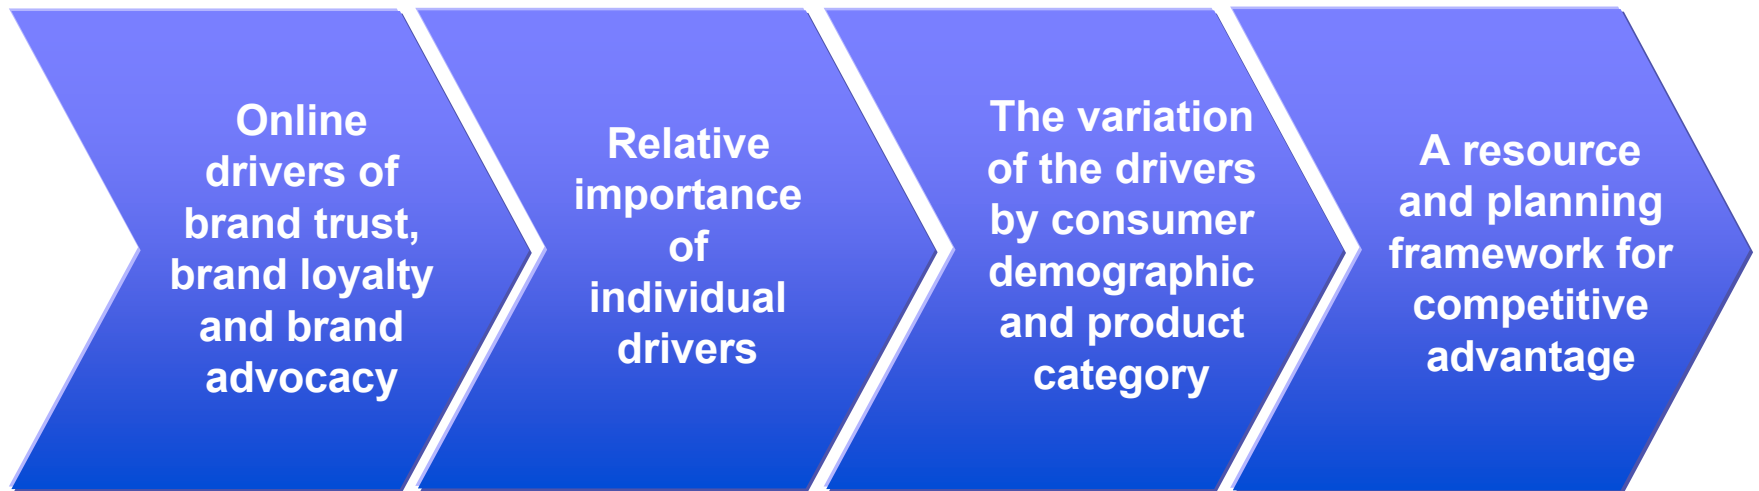 Online
drivers of
brand trust,
brand loyalty
and brand
advocacy
Relative
importance
of
individual
drivers
The variation
of the drivers
by consumer
demographic
and product
category
A resource
and planning
framework for
competitive
advantage